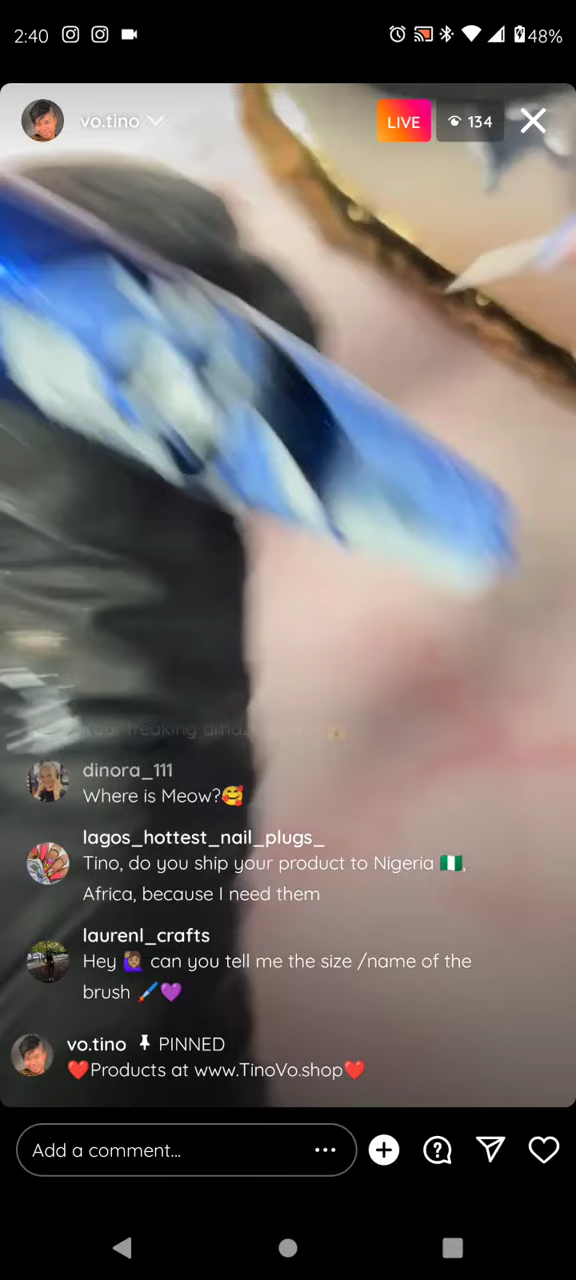 2:40
48%
vo.tino
LIVE
134
Your freaking
dinora_111
Where is Meow?🥰
lagos_hottest_nail_plugs_
Tino, do you ship your product to Nigeria 🇳🇬,
Africa, because I need them
laurenl_crafts
Hey 🙋🏽‍♀️ can you tell me the size /name of the
brush 🖌️💜
vo.tino PINNED
❤️Products at www.TinoVo.shop❤️
Add a comment...